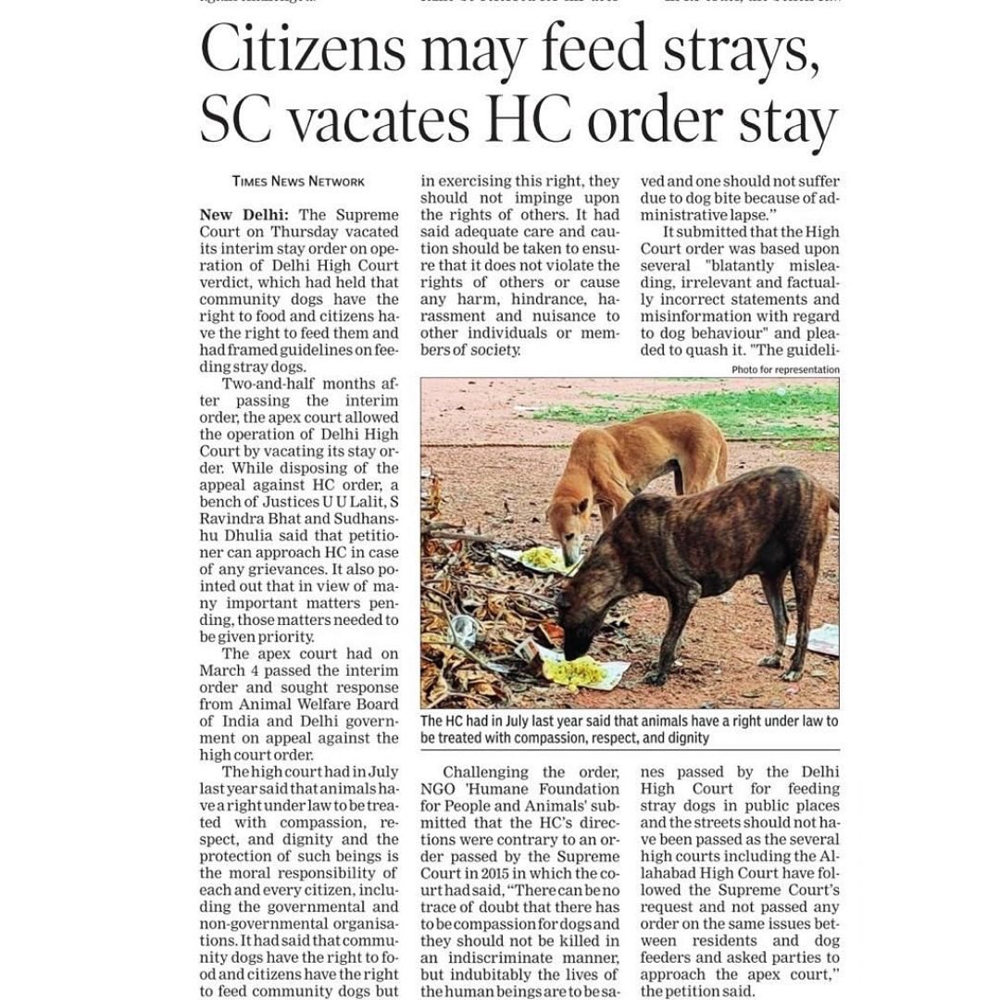 Citizens may feed strays,
SC vacates HC order stay
TIMES NEWS NETWORK
New Delhi: The Supreme
Court on Thursday vacated
its interim stay order on ope-
ration of Delhi High Court
verdict, which had held that
community dogs have the
right to food and citizens ha-
ve the right to feed them and
had framed guidelines on fee-
ding stray dogs.
Two-and-half months af-
ter passing the interim
order, the apex court allowed
the operation of Delhi High
Court by vacating its stay or-
der. While disposing of the
appeal against HC order, a
bench of Justices U U Lalit, S
Ravindra Bhat and Sudhans-
hu Dhulia said that petitio-
ner can approach HC in case
of any grievances. It also po-
inted out that in view of ma-
ny important matters pen-
ding, those matters needed to
be given priority.
The apex court had on
March 4 passed the interim
order and sought response
from Animal Welfare Board
of India and Delhi govern-
ment on appeal against the
high court order.
The high court had in July
last year said that animals ha-
ve a right under law to be trea-
ted with compassion, re-
spect, and dignity and the
protection of such beings is
the moral responsibility of
each and every citizen, inclu-
ding the governmental and
non-governmental organisa-
tions. It had said that commu-
nity dogs have the right to fo-
od and citizens have the right
to feed community dogs but
in exercising this right, they
should not impinge upon
the rights of others. It had
said adequate care and cau-
tion should be taken to ensu-
re that it does not violate the
rights of others or cause
any harm, hindrance, ha-
rassment and nuisance to
other individuals or mem-
bers of society.
Challenging the order,
NGO 'Humane Foundation
for People and Animals' sub-
mitted that the HC’s direc-
tions were contrary to an or-
der passed by the Supreme
Court in 2015 in which the co-
urt had said, “There can be no
trace of doubt that there has
to be compassion for dogs and
they should not be killed in
an indiscriminate manner,
but indubitably the lives of
the human beings are to be sa-
ved and one should not suffer
due to dog bite because of ad-
ministrative lapse.”
It submitted that the High
Court order was based upon
several "blatantly mislea-
ding, irrelevant and factual-
ly incorrect statements and
misinformation with regard
to dog behaviour" and plea-
ded to quash it. "The guideli-
nes passed by the Delhi
High Court for feeding
stray dogs in public places
and the streets should not ha-
ve been passed as the several
high courts including the Al-
lahabad High Court have fol-
lowed the Supreme Court’s
request and not passed any
order on the same issues bet-
ween residents and dog
feeders and asked parties to
approach the apex court,”
the petition said.
Photo for representation
The HC had in July last year said that animals have a right under law to
be treated with compassion, respect, and dignity